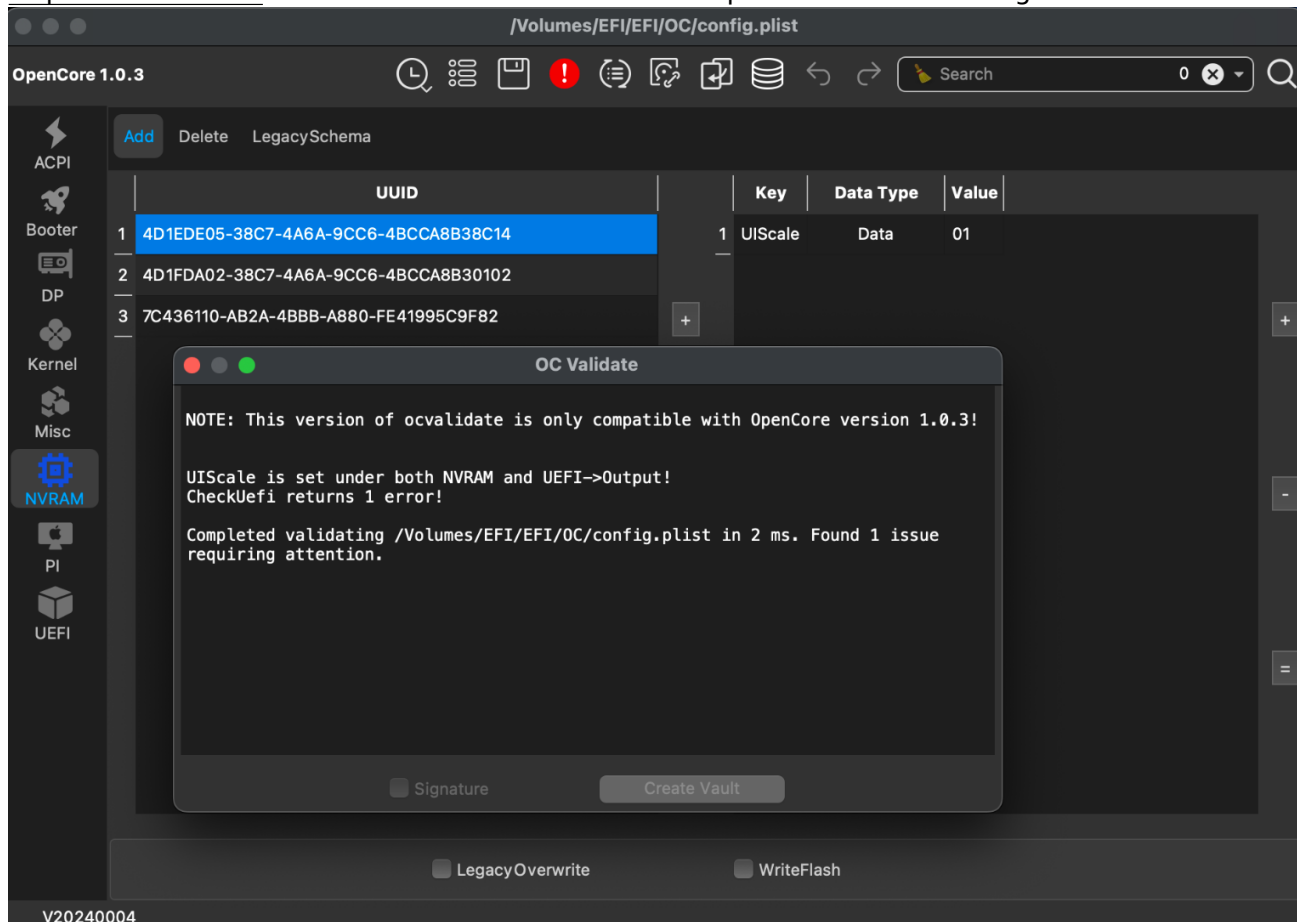 /Volumes/EFI/EFI/OC/config.plist
OpenCore 1.0.3
Search
0
ACPI
Booter
DP
Kernel
Misc
NVRAM
PI
UEFI
Add Delete LegacySchema
UUID
1 4D1EDE05-38C7-4A6A-9CC6-4BCCA8B38C14
2 4D1FDA02-38C7-4A6A-9CC6-4BCCA8B30102
3 7C436110-AB2A-4BBB-A880-FE41995C9F82
+
Key Data Type Value
1 UIScale Data 01
+
-
=
OC Validate
NOTE: This version of ocvalidate is only compatible with OpenCore version 1.0.3!
UIScale is set under both NVRAM and UEFI->Output!
CheckUefi returns 1 error!
Completed validating /Volumes/EFI/EFI/OC/config.plist in 2 ms. Found 1 issue
requiring attention.
Signature Create Vault
LegacyOverwrite WriteFlash
V20240004